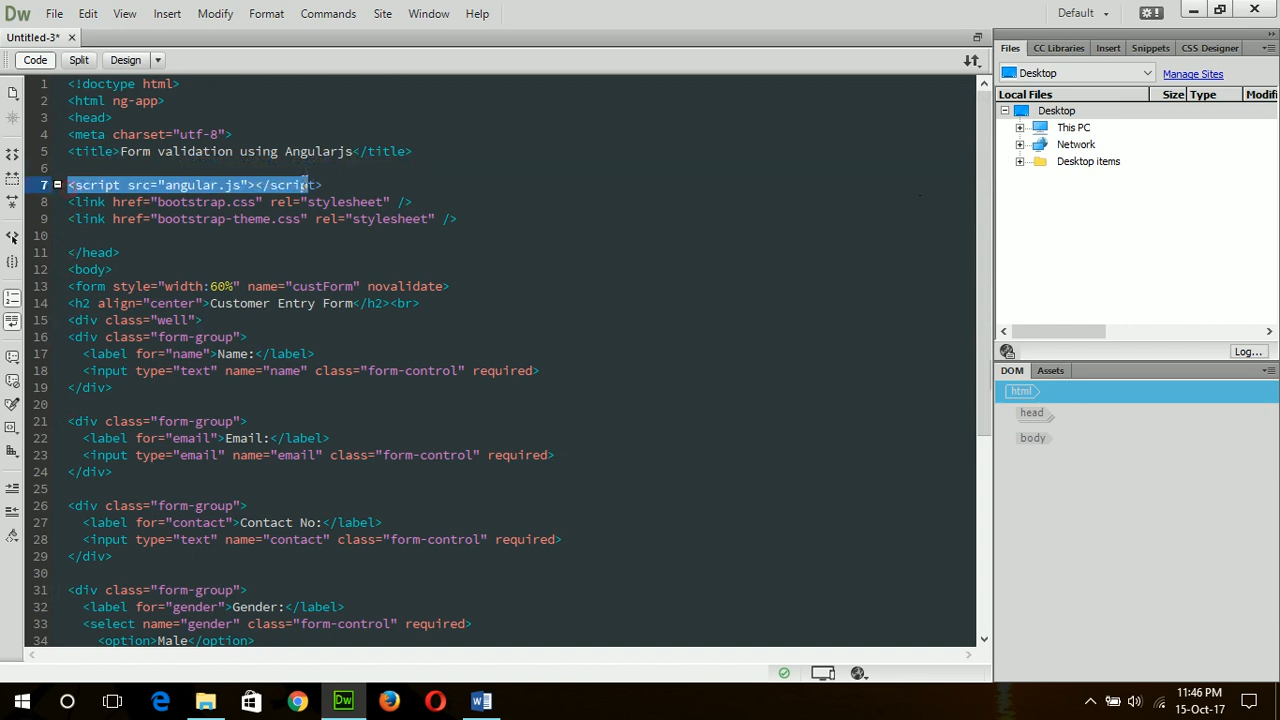 Dw File Edit View Insert Modify Format Commands Site Window Help Default
Untitled-3*
Code Split Design
1 <!doctype html>
2 <html ng-app>
3 <head>
4 <meta charset="utf-8">
5 <title>Form validation using Angularjs</title>
6
7 <script src="angular.js"></script>
8 <link href="bootstrap.css" rel="stylesheet" />
9 <link href="bootstrap-theme.css" rel="stylesheet" />
10
11 </head>
12 <body>
13 <form style="width:60%" name="custForm" novalidate>
14 <h2 align="center">Customer Entry Form</h2><br>
15 <div class="well">
16 <div class="form-group">
17 <label for="name">Name:</label>
18 <input type="text" name="name" class="form-control" required>
19 </div>
20
21 <div class="form-group">
22 <label for="email">Email:</label>
23 <input type="email" name="email" class="form-control" required>
24 </div>
25
26 <div class="form-group">
27 <label for="contact">Contact No:</label>
28 <input type="text" name="contact" class="form-control" required>
29 </div>
30
31 <div class="form-group">
32 <label for="gender">Gender:</label>
33 <select name="gender" class="form-control" required>
34 <option>Male</option>
Files CC Libraries Insert Snippets CSS Designer
Desktop Manage Sites
Local Files Size Type Modifi
Desktop
This PC
Network
Desktop items
Log...
DOM Assets
html
head
body
Dw
11:46 PM
15-Oct-17